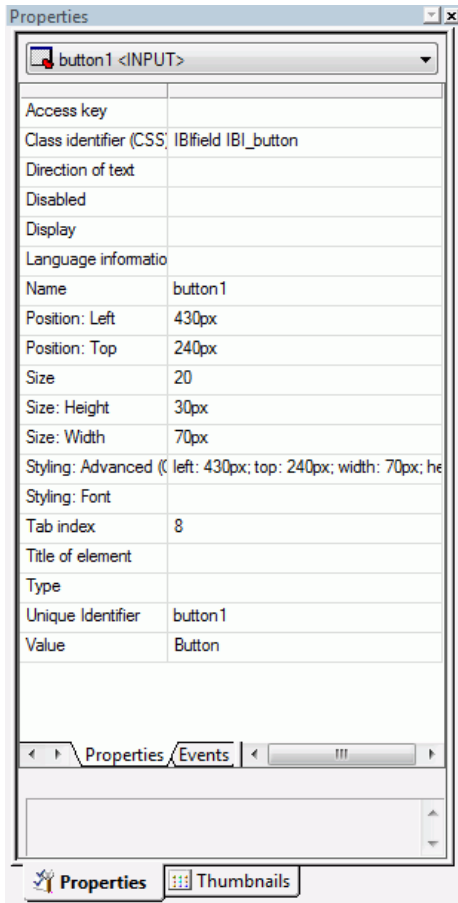 Properties
button1 <INPUT>
Access key
Class identifier (CSS) IBIfield IBI_button
Direction of text
Disabled
Display
Language informatio
Name button1
Position: Left 430px
Position: Top 240px
Size 20
Size: Height 30px
Size: Width 70px
Styling: Advanced (C left: 430px; top: 240px; width: 70px; he
Styling: Font
Tab index 8
Title of element
Type
Unique Identifier button1
Value Button
Properties Events
Properties Thumbnails